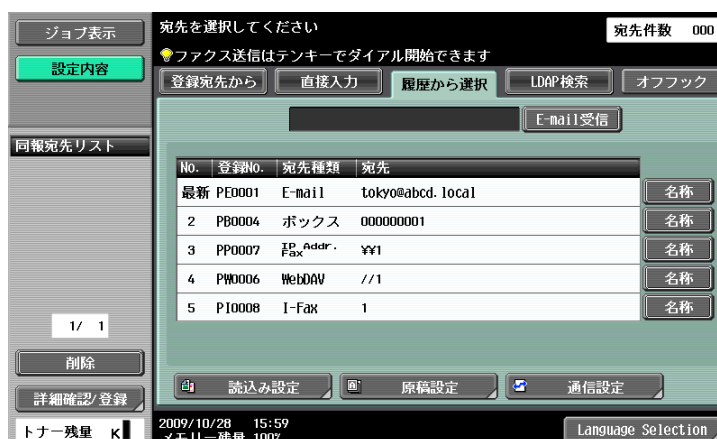 ジョブ表示
設定内容
同報宛先リスト
1/ 1
削除
詳細確認/登録
トナー残量 K
宛先を選択してください
宛先件数 000
ファクス送信はテンキーでダイアル開始できます
登録宛先から 直接入力 履歴から選択 LDAP検索 オフフック
E-mail受信
No. 登録No. 宛先種類 宛先
最新 PE0001 E-mail tokyo@abcd.local 名称
2 PB0004 ボックス 000000001 名称
3 PP0007 IP Addr. Fax ¥¥1 名称
4 PW0006 WebDAV //1 名称
5 PI0008 I-Fax 1 名称
読込み設定 原稿設定 通信設定
2009/10/28 15:59
メモリー残量 100%
Language Selection